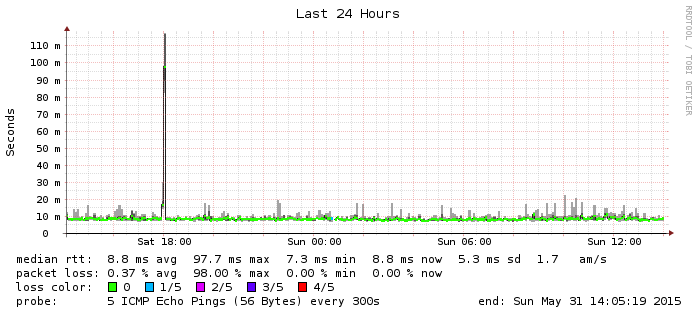 Last 24 Hours
RRDTOOL / TOBI OETIKER
Seconds
110 m
100 m
90 m
80 m
70 m
60 m
50 m
40 m
30 m
20 m
10 m
0
Sat 18:00 Sun 00:00 Sun 06:00 Sun 12:00
median rtt: 8.8 ms avg 97.7 ms max 7.3 ms min 8.8 ms now 5.3 ms sd 1.7 am/s
packet loss: 0.37 % avg 98.00 % max 0.00 % min 0.00 % now
loss color: 0 1/5 2/5 3/5 4/5
probe: 5 ICMP Echo Pings (56 Bytes) every 300s end: Sun May 31 14:05:19 2015